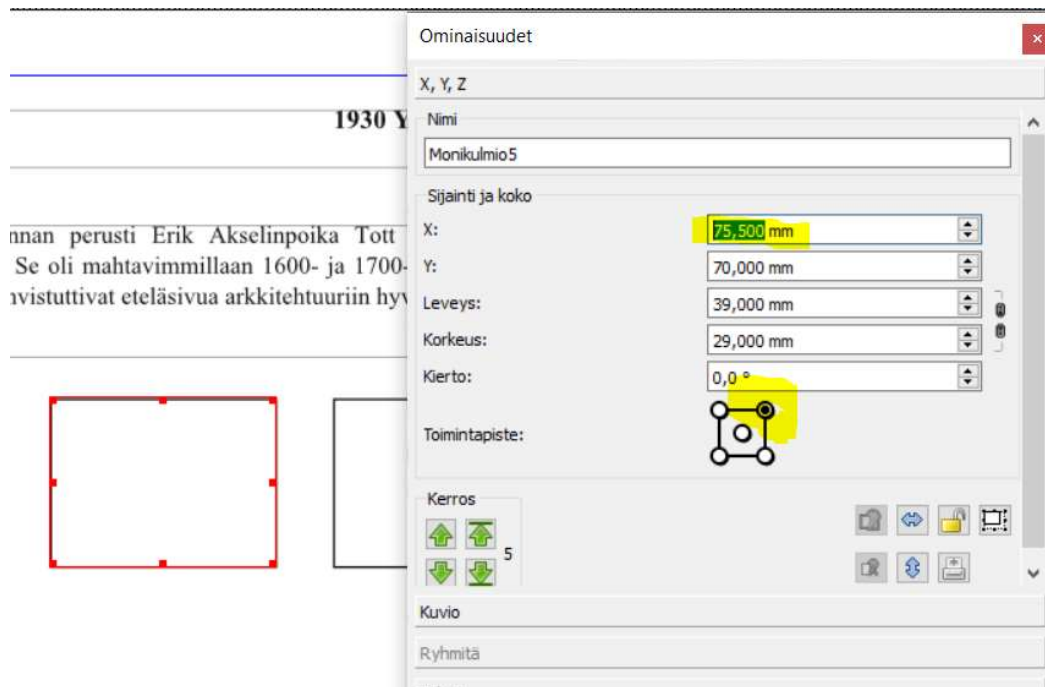 Ominaisuudet
X, Y, Z
1930 Y
Nimi
Monikulmio5
Sijainti ja koko
nnan perusti Erik Akselinpoika Tott
Se oli mahtavimmillaan 1600- ja 1700-
nvistuttivat eteläsivua arkkitehtuuriin hyv
X:
75,500 mm
Y:
70,000 mm
Leveys:
39,000 mm
Korkeus:
29,000 mm
Kierto:
0,0 °
Toimintapiste:
Kerros
5
Kuvio
Ryhmitä